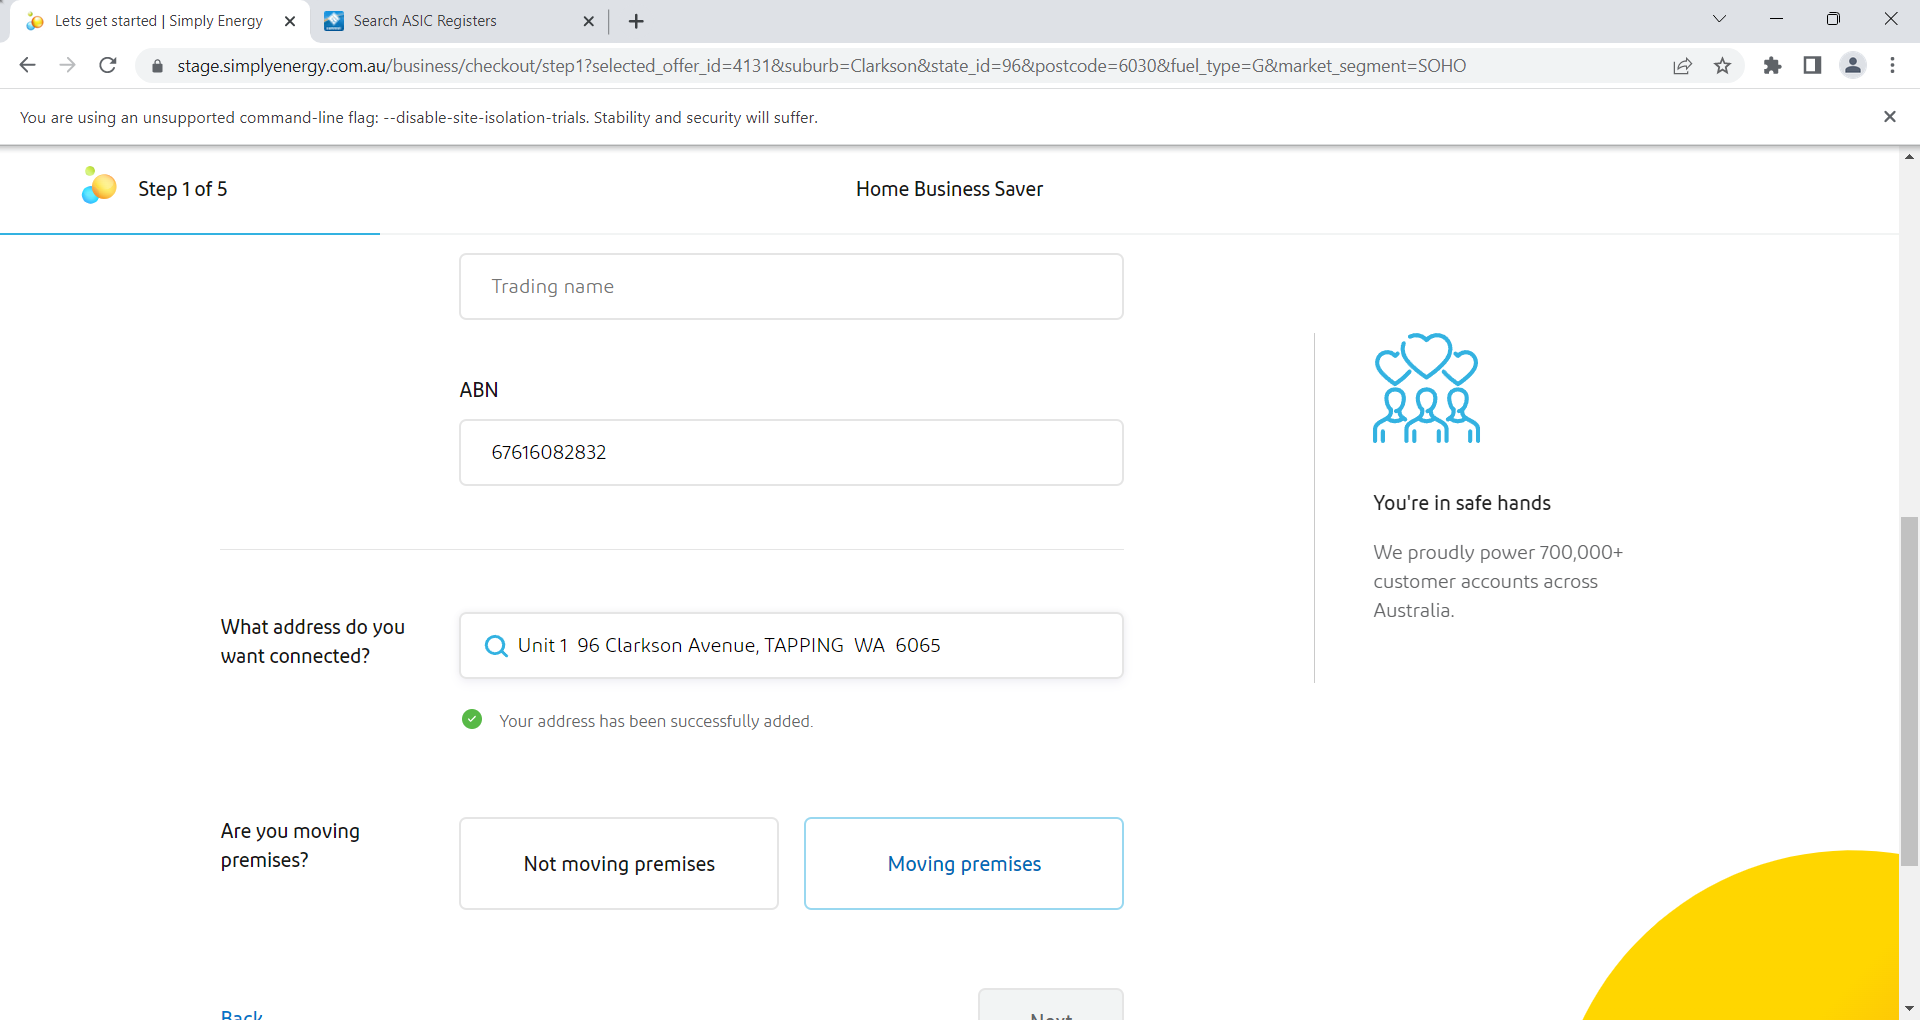 Lets get started | Simply Energy
Search ASIC Registers
stage.simplyenergy.com.au/business/checkout/step1?selected_offer_id=4131&suburb=Clarkson&state_id=96&postcode=6030&fuel_type=G&market_segment=SOHO
You are using an unsupported command-line flag: --disable-site-isolation-trials. Stability and security will suffer.
Step 1 of 5
Home Business Saver
Trading name
ABN
67616082832
You're in safe hands
We proudly power 700,000+
customer accounts across
Australia.
What address do you
want connected?
Unit 1  96 Clarkson Avenue, TAPPING  WA  6065
Your address has been successfully added.
Are you moving
premises?
Not moving premises
Moving premises
Back
Next